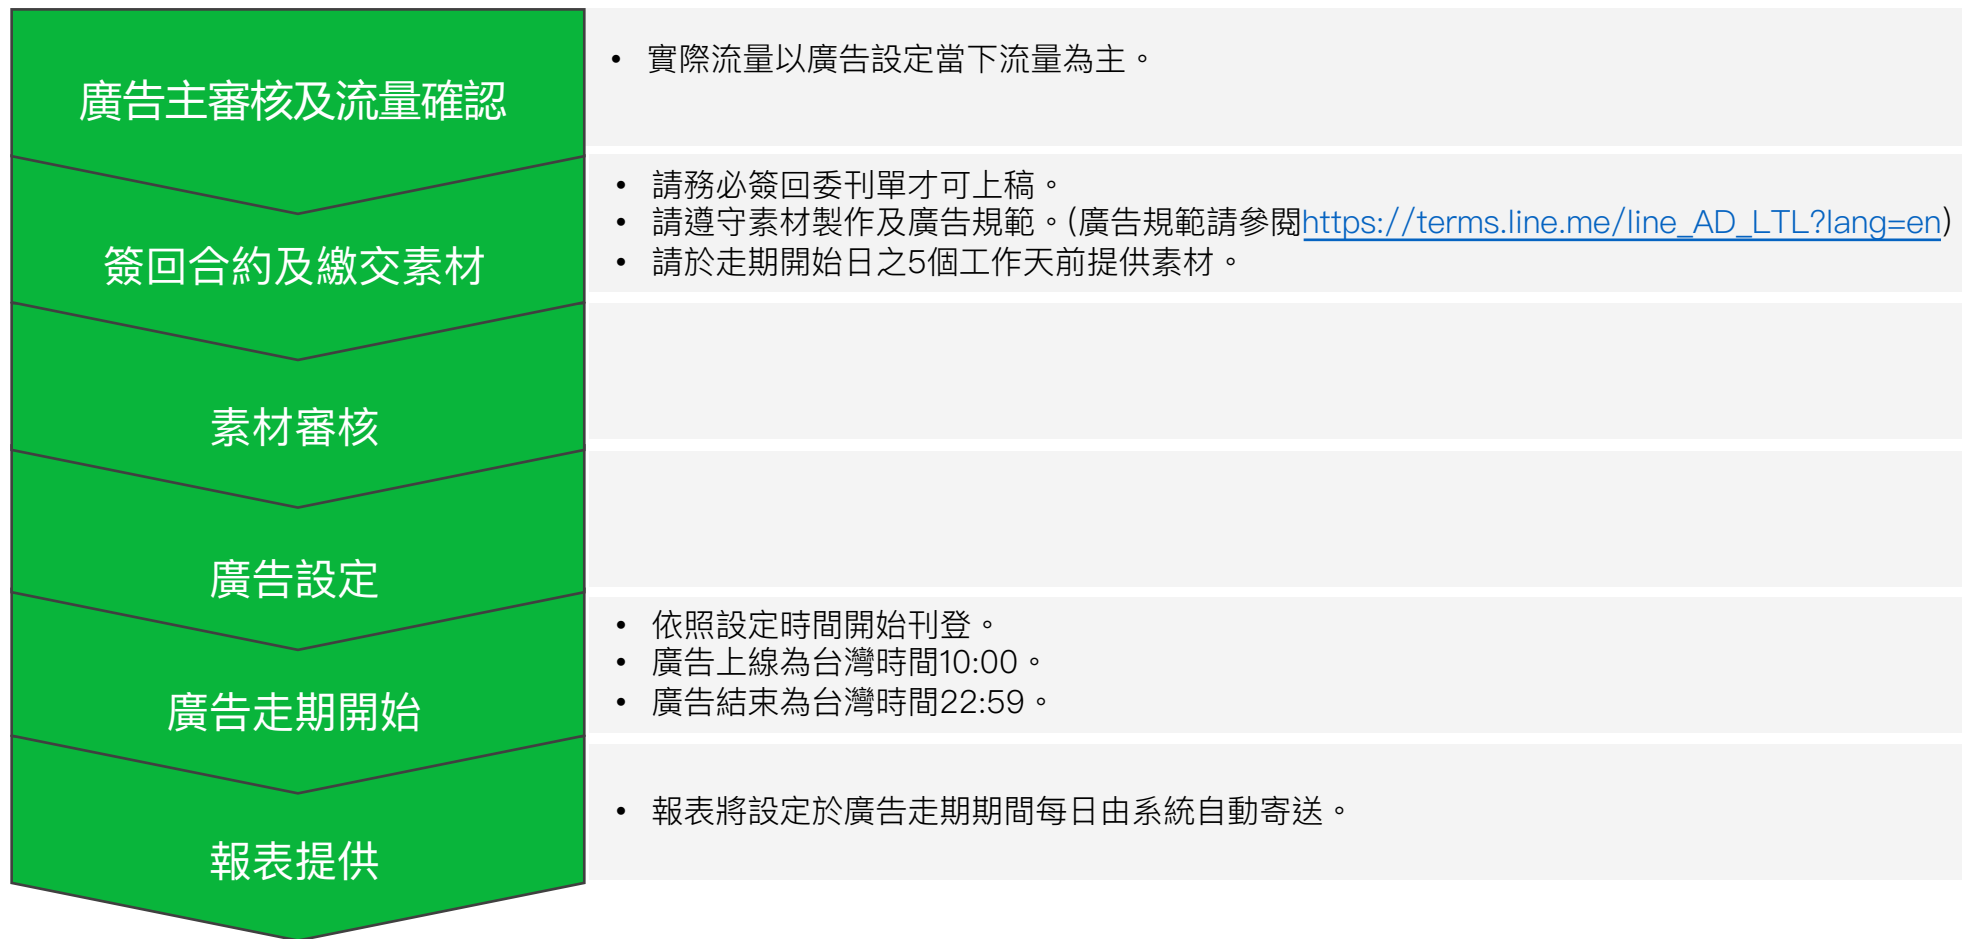 廣告主審核及流量確認
• 實際流量以廣告設定當下流量為主。
簽回合約及繳交素材
• 請務必簽回委刊單才可上稿。
• 請遵守素材製作及廣告規範。(廣告規範請參閱https://terms.line.me/line_AD_LTL?lang=en)
• 請於走期開始日之5個工作天前提供素材。
素材審核
廣告設定
廣告走期開始
• 依照設定時間開始刊登。
• 廣告上線為台灣時間10:00。
• 廣告結束為台灣時間22:59。
報表提供
• 報表將設定於廣告走期期間每日由系統自動寄送。